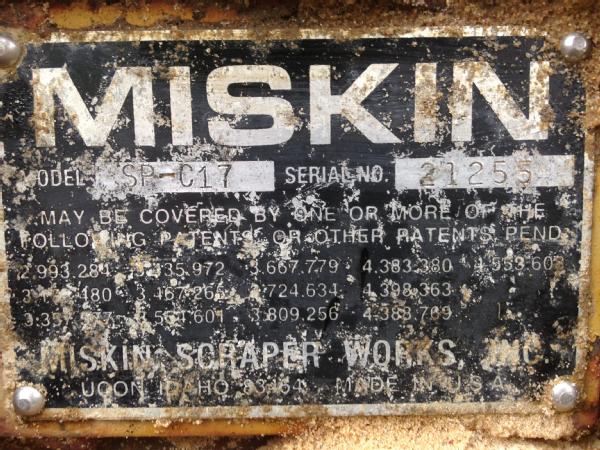 MISKIN
ODEL SP-C17 SERIAL NO. 21255
MAY BE COVERED BY ONE OR MORE OF THE
FOLLOWING PATENTS OR OTHER PATENTS PEND
2.993.284 3.667.779 4.383.380
3.724.634 4.398.363
3.809.256 4.383.789
MISKIN SCRAPER WORKS, INC.
UCON IDAHO 83454 MADE IN U.S.A.